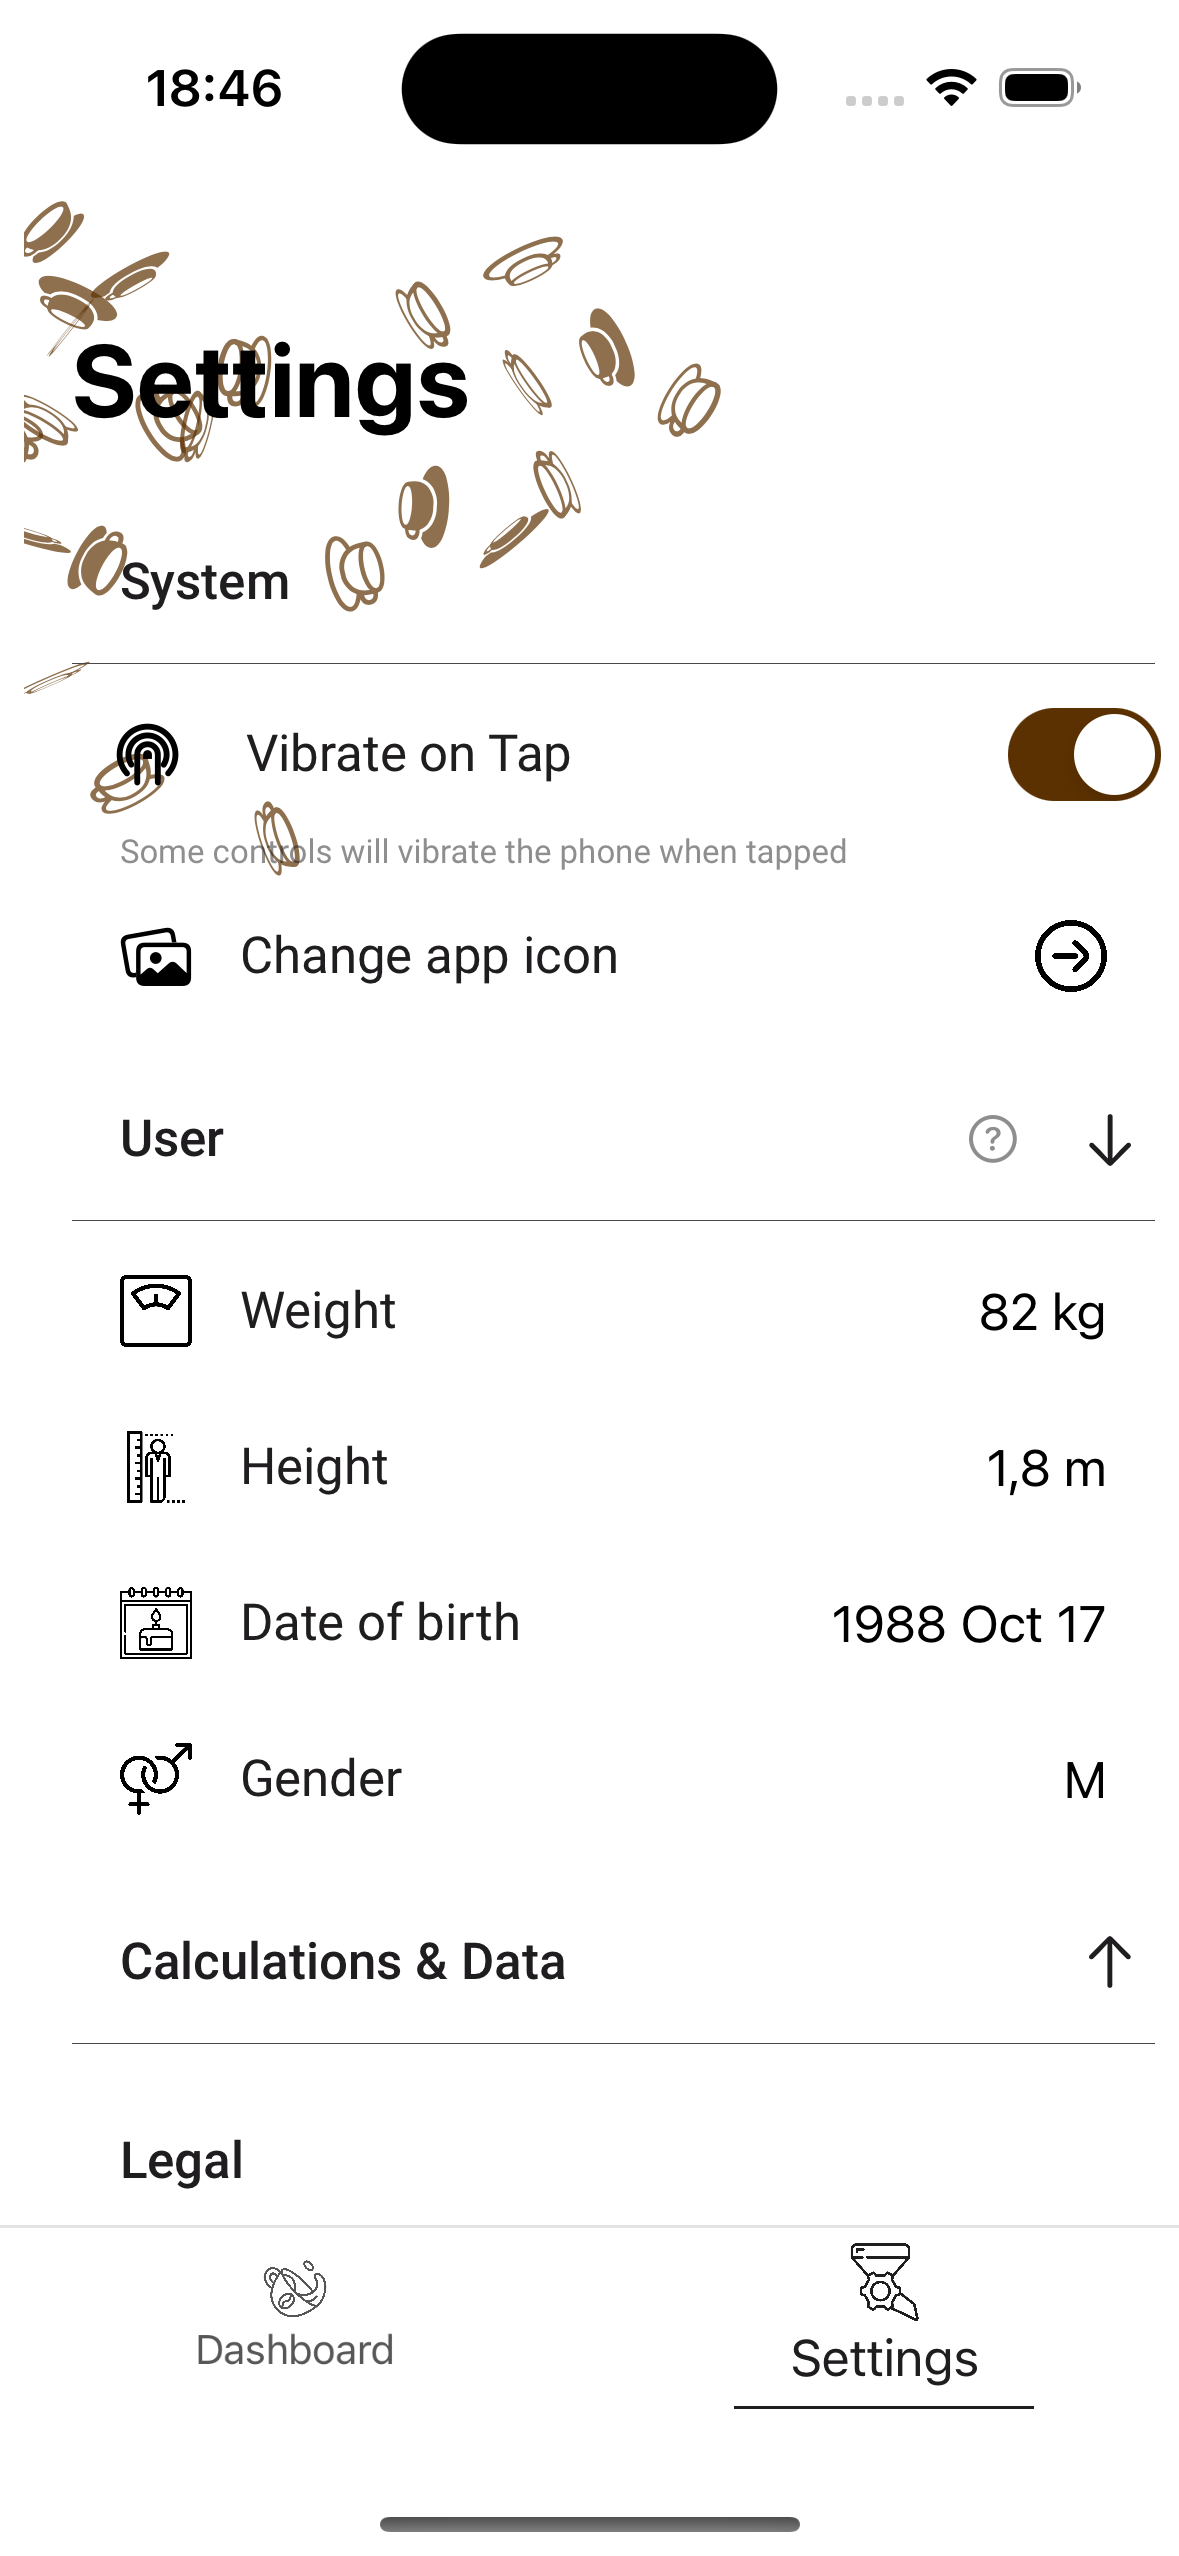 18:46
Settings
System
Vibrate on Tap
Some controls will vibrate the phone when tapped
Change app icon
User
?
Weight
82 kg
Height
1,8 m
Date of birth
1988 Oct 17
Gender
M
Calculations & Data
Legal
Dashboard
Settings